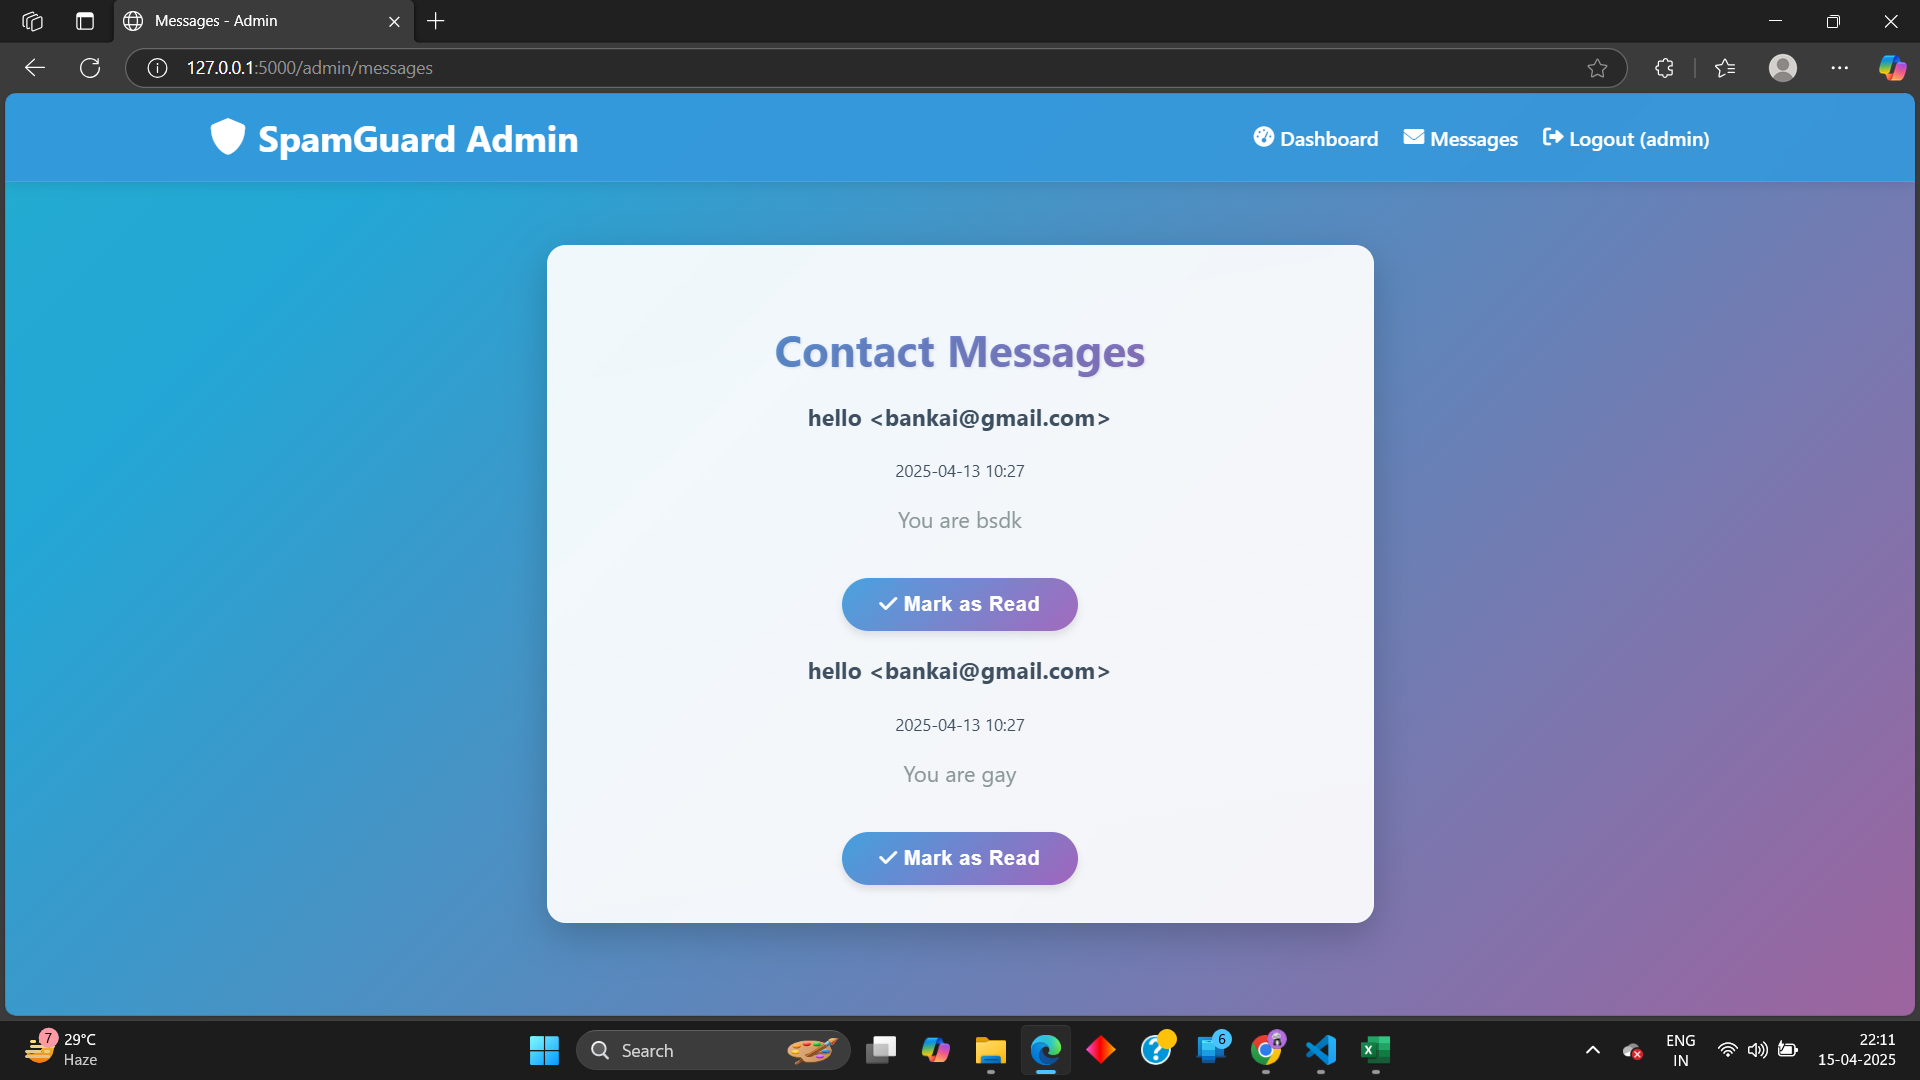 Messages - Admin
127.0.0.1:5000/admin/messages
SpamGuard Admin
Dashboard
Messages
Logout (admin)
Contact Messages
hello <bankai@gmail.com>
2025-04-13 10:27
You are bsdk
Mark as Read
hello <bankai@gmail.com>
2025-04-13 10:27
You are gay
Mark as Read
7
29°C
Haze
Search
6
ENG
IN
22:11
15-04-2025